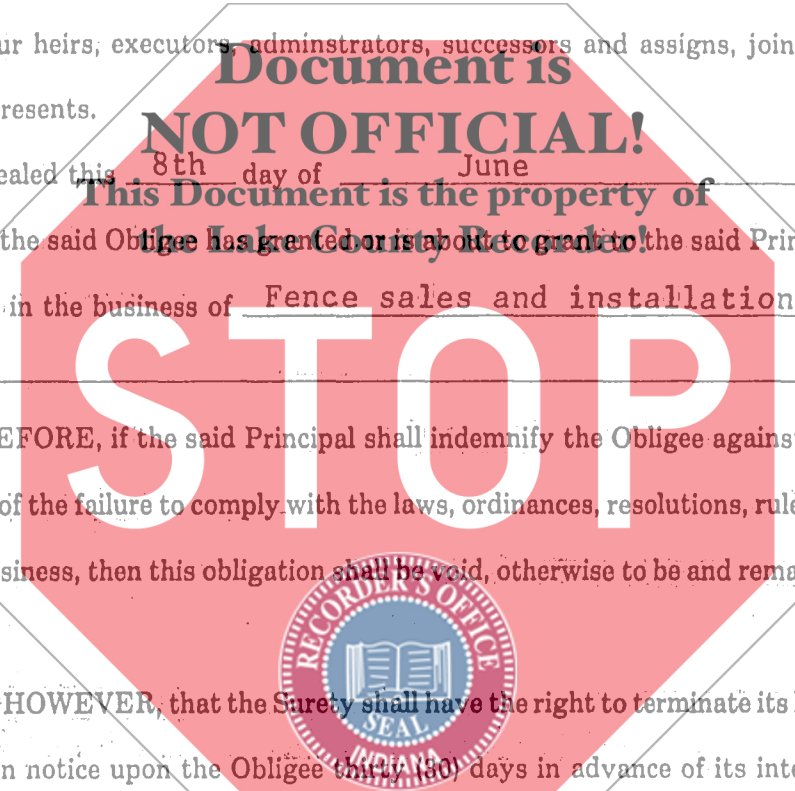 ur heirs, executors, adminstrators, successors and assigns, join
Document is
resents.
NOT OFFICIAL!
ealed this 8th day of June
This Document is the property of
the Lake County Recorder!
the said Obligee has granted or is about to grant to the said Prin
in the business of Fence sales and installation
STOP
EFORE, if the said Principal shall indemnify the Obligee agains
of the failure to comply with the laws, ordinances, resolutions, rule
siness, then this obligation shall be void, otherwise to be and rema
RECORDER'S OFFICE
SEAL
INDIANA
HOWEVER, that the Surety shall have the right to terminate its
n notice upon the Obligee thirty (30) days in advance of its inte